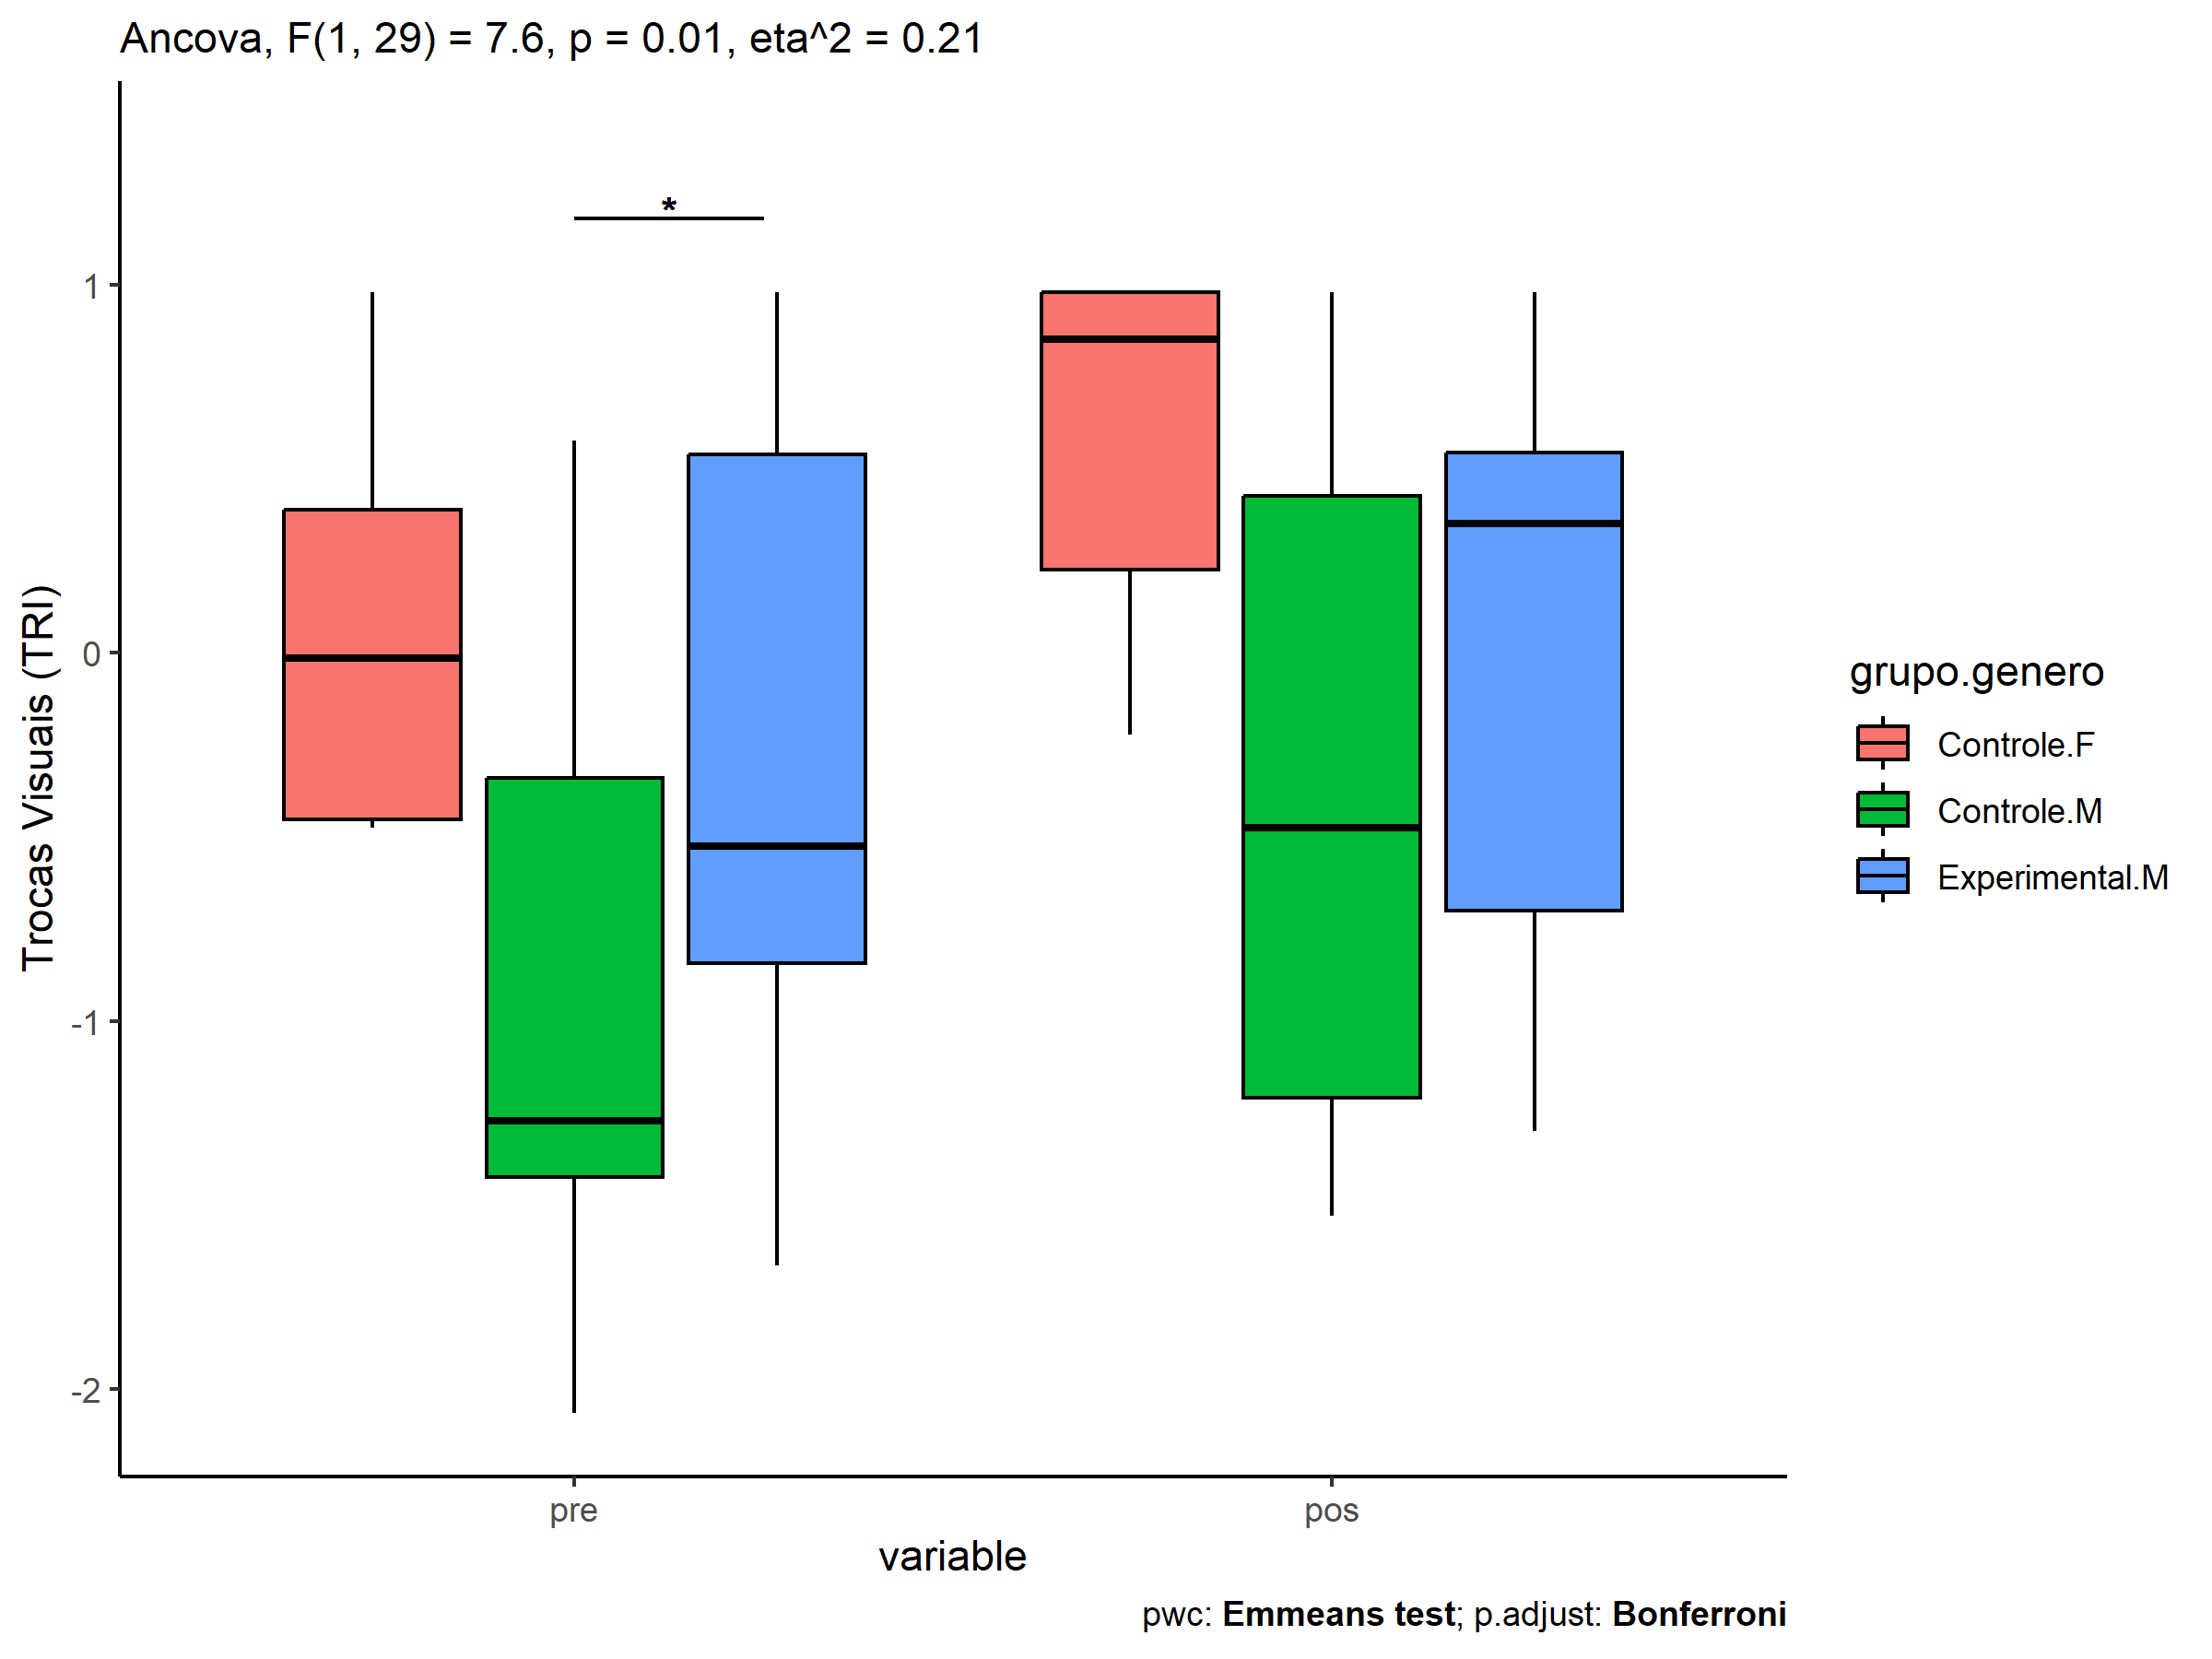 Ancova, F(1, 29) = 7.6, p = 0.01, eta^2 = 0.21
*
1
0
-1
-2
Trocas Visuais (TRI)
pre
pos
variable
grupo.genero
Controle.F
Controle.M
Experimental.M
pwc: Emmeans test; p.adjust: Bonferroni